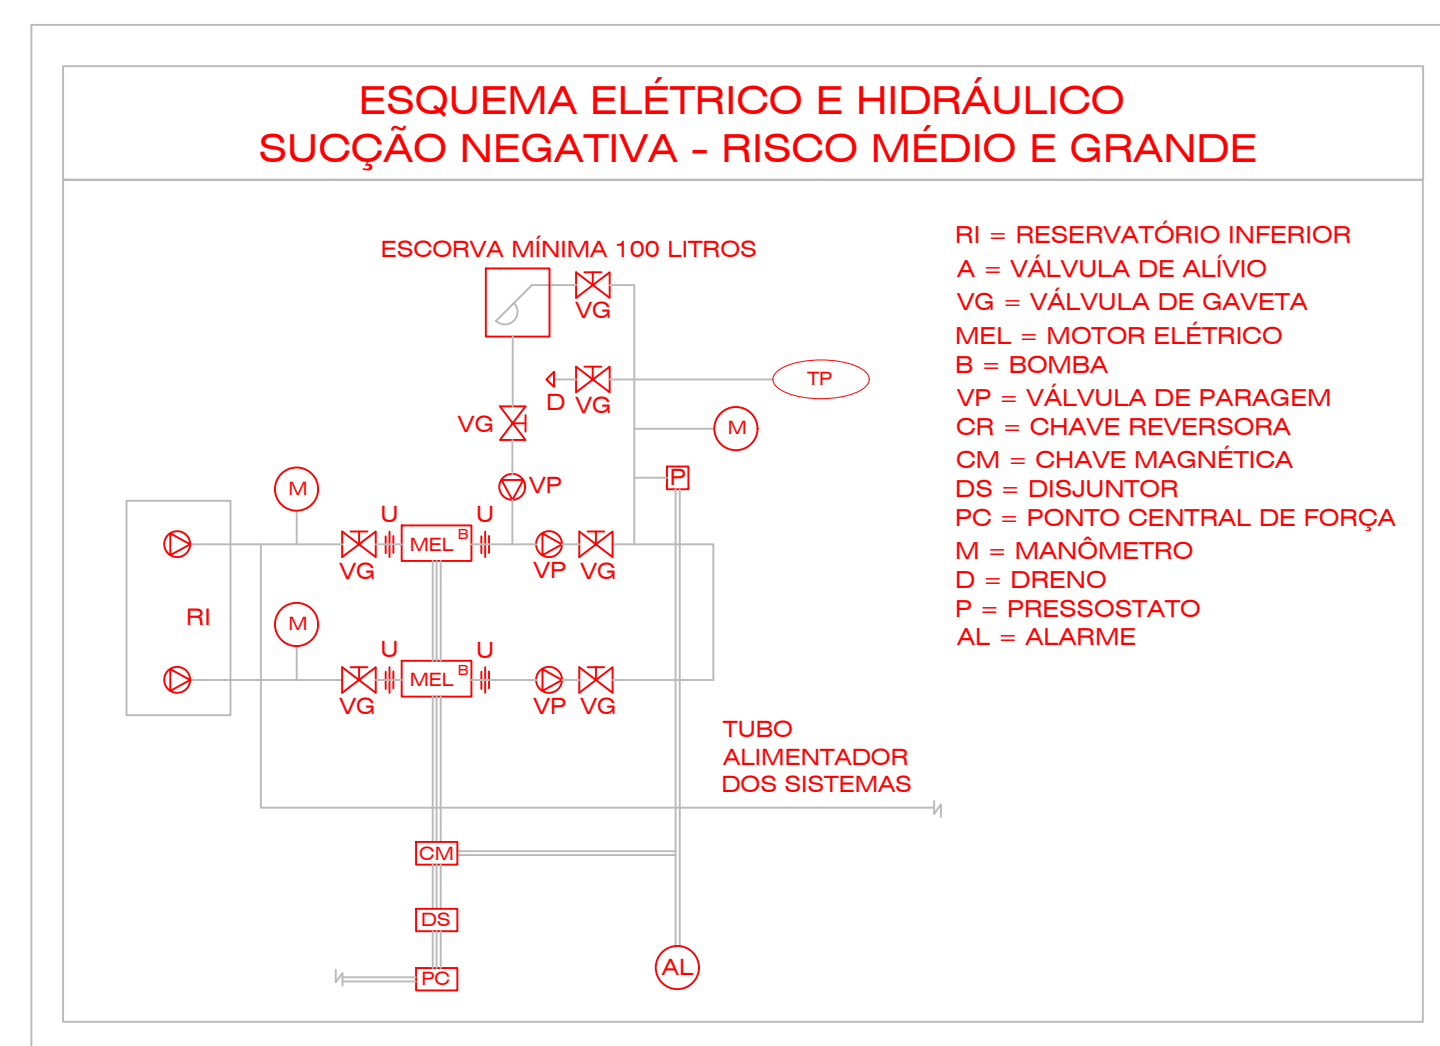 ESQUEMA ELÉTRICO E HIDRÁULICO
SUCÇÃO NEGATIVA - RISCO MÉDIO E GRANDE
ESCORVA MÍNIMA 100 LITROS
VG
TP
D VG
VG
M
P
M
VP
U
U
MEL B
VG
VP VG
RI
M
U
U
MEL B
VG
VP VG
TUBO
ALIMENTADOR
DOS SISTEMAS
CM
DS
PC
AL
RI = RESERVATÓRIO INFERIOR
A = VÁLVULA DE ALÍVIO
VG = VÁLVULA DE GAVETA
MEL = MOTOR ELÉTRICO
B = BOMBA
VP = VÁLVULA DE PARAGEM
CR = CHAVE REVERSORA
CM = CHAVE MAGNÉTICA
DS = DISJUNTOR
PC = PONTO CENTRAL DE FORÇA
M = MANÔMETRO
D = DRENO
P = PRESSOSTATO
AL = ALARME